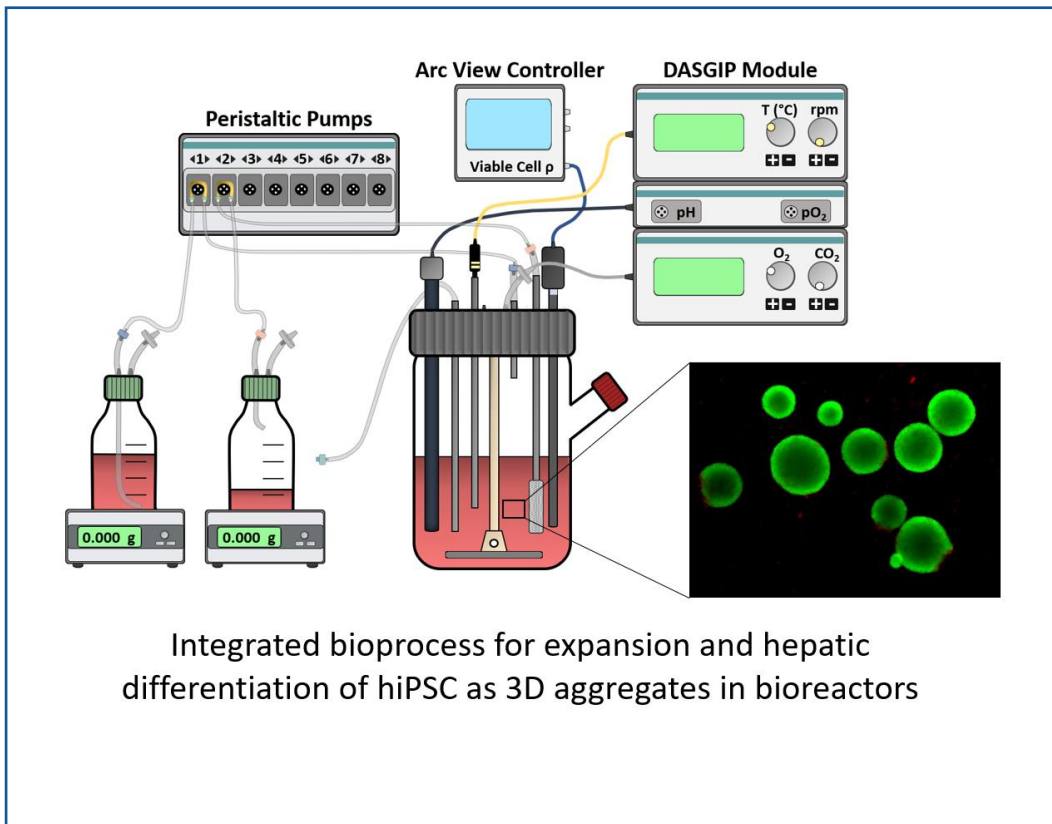 Arc View Controller
DASGIP Module
Peristaltic Pumps
T (°C) rpm
◀1▶ ◀2▶ ◀3▶ ◀4▶ ◀5▶ ◀6▶ ◀7▶ ◀8▶
Viable Cell ρ
pH pO₂
O₂ CO₂
0.000 g
0.000 g
Integrated bioprocess for expansion and hepatic
differentiation of hiPSC as 3D aggregates in bioreactors